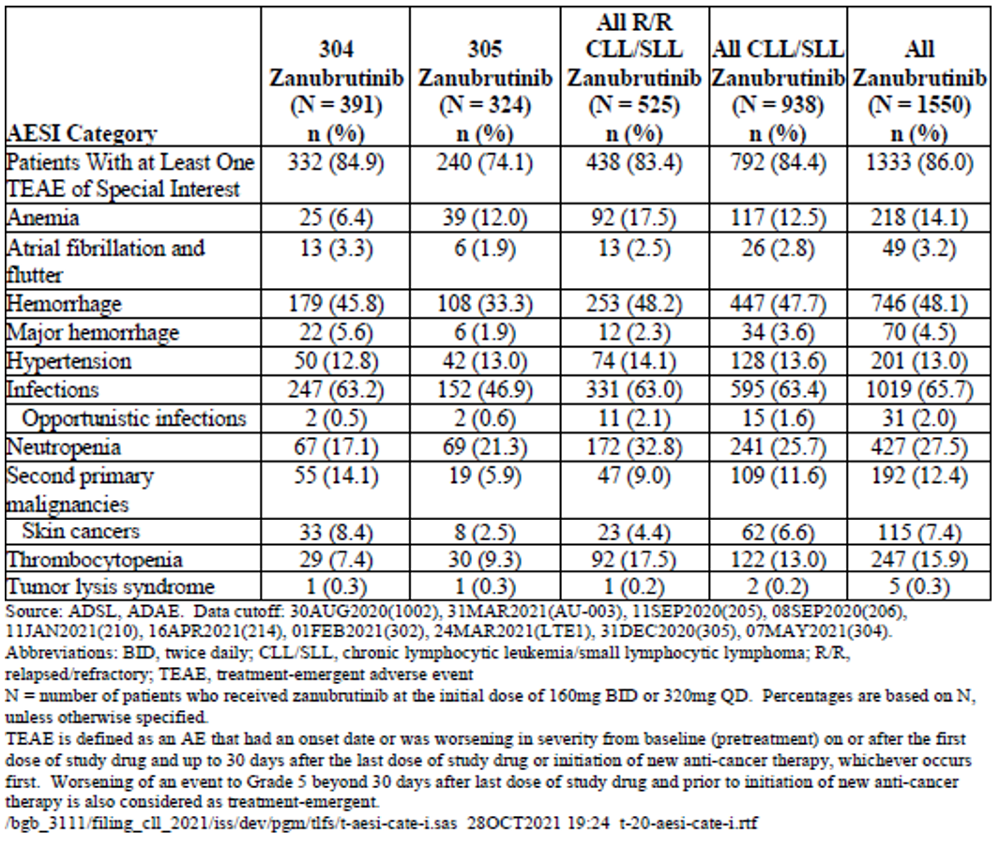 AESI Category
304 Zanubrutinib (N = 391) n (%)
305 Zanubrutinib (N = 324) n (%)
All R/R CLL/SLL Zanubrutinib (N = 525) n (%)
All CLL/SLL Zanubrutinib (N = 938) n (%)
All Zanubrutinib (N = 1550) n (%)
Patients With at Least One TEAE of Special Interest 332 (84.9) 240 (74.1) 438 (83.4) 792 (84.4) 1333 (86.0)
Anemia 25 (6.4) 39 (12.0) 92 (17.5) 117 (12.5) 218 (14.1)
Atrial fibrillation and flutter 13 (3.3) 6 (1.9) 13 (2.5) 26 (2.8) 49 (3.2)
Hemorrhage 179 (45.8) 108 (33.3) 253 (48.2) 447 (47.7) 746 (48.1)
Major hemorrhage 22 (5.6) 6 (1.9) 12 (2.3) 34 (3.6) 70 (4.5)
Hypertension 50 (12.8) 42 (13.0) 74 (14.1) 128 (13.6) 201 (13.0)
Infections 247 (63.2) 152 (46.9) 331 (63.0) 595 (63.4) 1019 (65.7)
Opportunistic infections 2 (0.5) 2 (0.6) 11 (2.1) 15 (1.6) 31 (2.0)
Neutropenia 67 (17.1) 69 (21.3) 172 (32.8) 241 (25.7) 427 (27.5)
Second primary malignancies 55 (14.1) 19 (5.9) 47 (9.0) 109 (11.6) 192 (12.4)
Skin cancers 33 (8.4) 8 (2.5) 23 (4.4) 62 (6.6) 115 (7.4)
Thrombocytopenia 29 (7.4) 30 (9.3) 92 (17.5) 122 (13.0) 247 (15.9)
Tumor lysis syndrome 1 (0.3) 1 (0.3) 1 (0.2) 2 (0.2) 5 (0.3)
Source: ADSL, ADAE. Data cutoff: 30AUG2020(1002), 31MAR2021(AU-003), 11SEP2020(205), 08SEP2020(206),
11JAN2021(210), 16APR2021(214), 01FEB2021(302), 24MAR2021(LTE1), 31DEC2020(305), 07MAY2021(304).
Abbreviations: BID, twice daily; CLL/SLL, chronic lymphocytic leukemia/small lymphocytic lymphoma; R/R,
relapsed/refractory; TEAE, treatment-emergent adverse event
N = number of patients who received zanubrutinib at the initial dose of 160mg BID or 320mg QD. Percentages are based on N,
unless otherwise specified.
TEAE is defined as an AE that had an onset date or was worsening in severity from baseline (pretreatment) on or after the first
dose of study drug and up to 30 days after the last dose of study drug or initiation of new anti-cancer therapy, whichever occurs
first. Worsening of an event to Grade 5 beyond 30 days after last dose of study drug and prior to initiation of new anti-cancer
therapy is also considered as treatment-emergent.
/bgb_3111/filing_cll_2021/iss/dev/pgm/tlfs/t-aesi-cate-i.sas 28OCT2021 19:24 t-20-aesi-cate-i.rtf